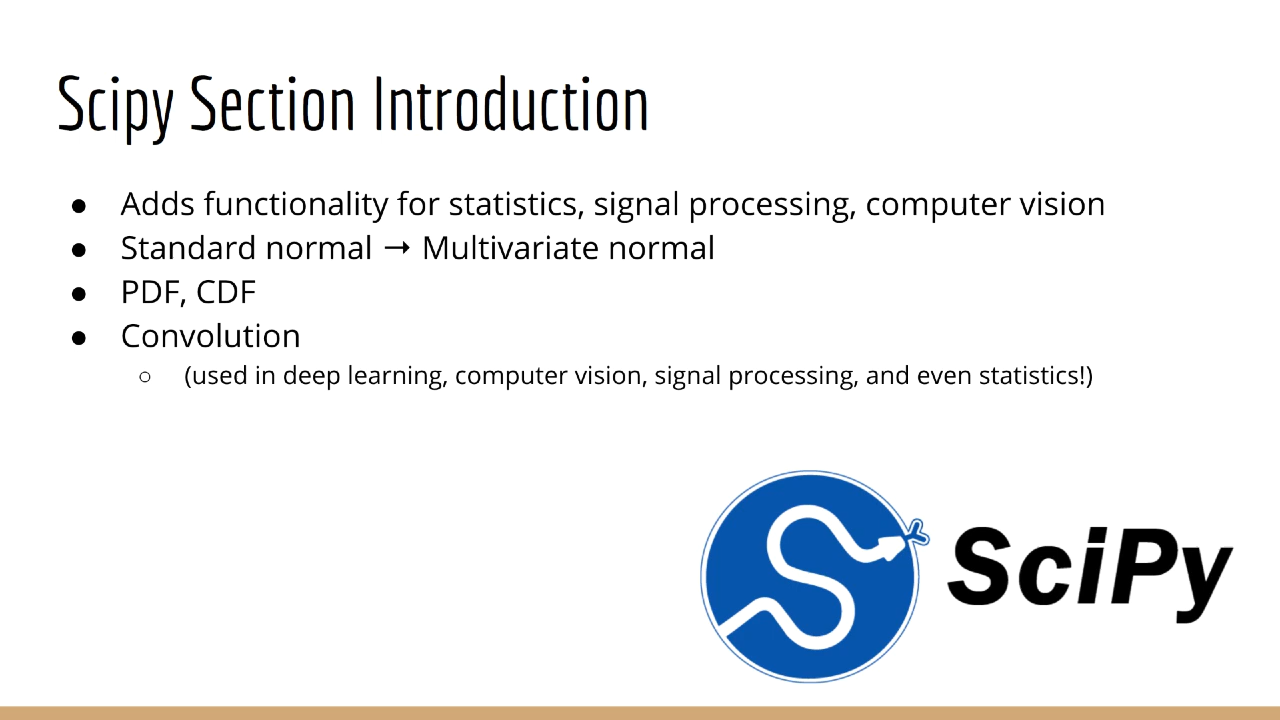 Scipy Section Introduction
● Adds functionality for statistics, signal processing, computer vision
● Standard normal → Multivariate normal
● PDF, CDF
● Convolution
○ (used in deep learning, computer vision, signal processing, and even statistics!)
SciPy